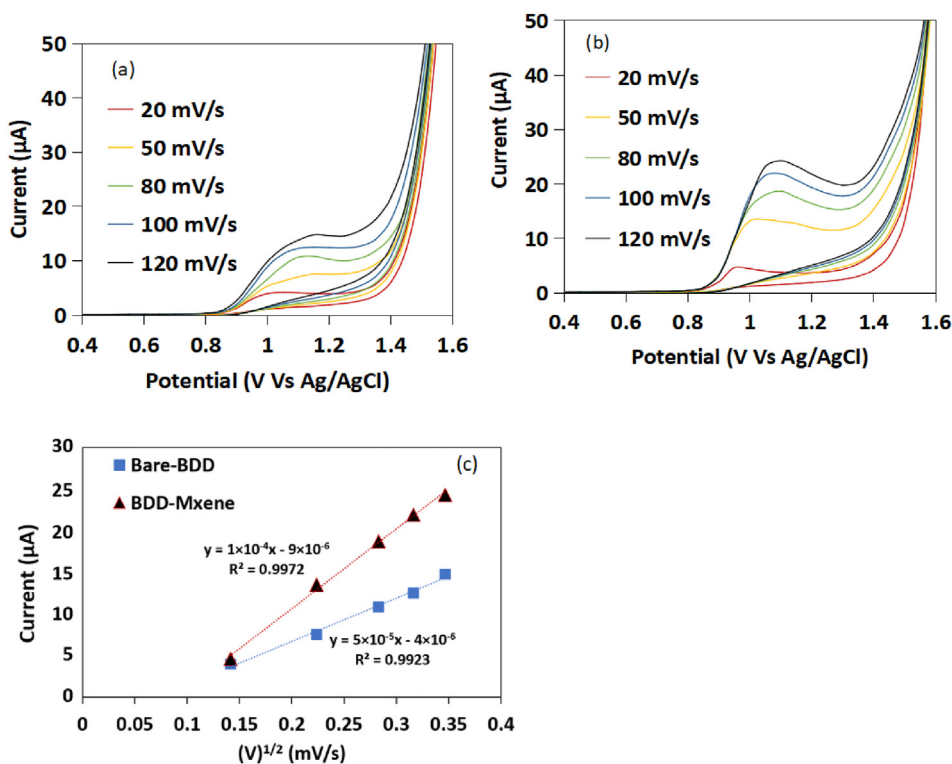 (a)
50
40
30
20
10
0
Current (µA)
20 mV/s
50 mV/s
80 mV/s
100 mV/s
120 mV/s
0.4 0.6 0.8 1 1.2 1.4 1.6
Potential (V Vs Ag/AgCl)
(b)
50
40
30
20
10
0
Current (µA)
20 mV/s
50 mV/s
80 mV/s
100 mV/s
120 mV/s
0.4 0.6 0.8 1 1.2 1.4 1.6
Potential (V Vs Ag/AgCl)
(c)
30
25
20
15
10
5
0
Current (µA)
Bare-BDD
BDD-Mxene
y = 1×10⁻⁴x - 9×10⁻⁶
R² = 0.9972
y = 5×10⁻⁵x - 4×10⁻⁶
R² = 0.9923
0 0.05 0.1 0.15 0.2 0.25 0.3 0.35 0.4
(V)¹ᐟ² (mV/s)